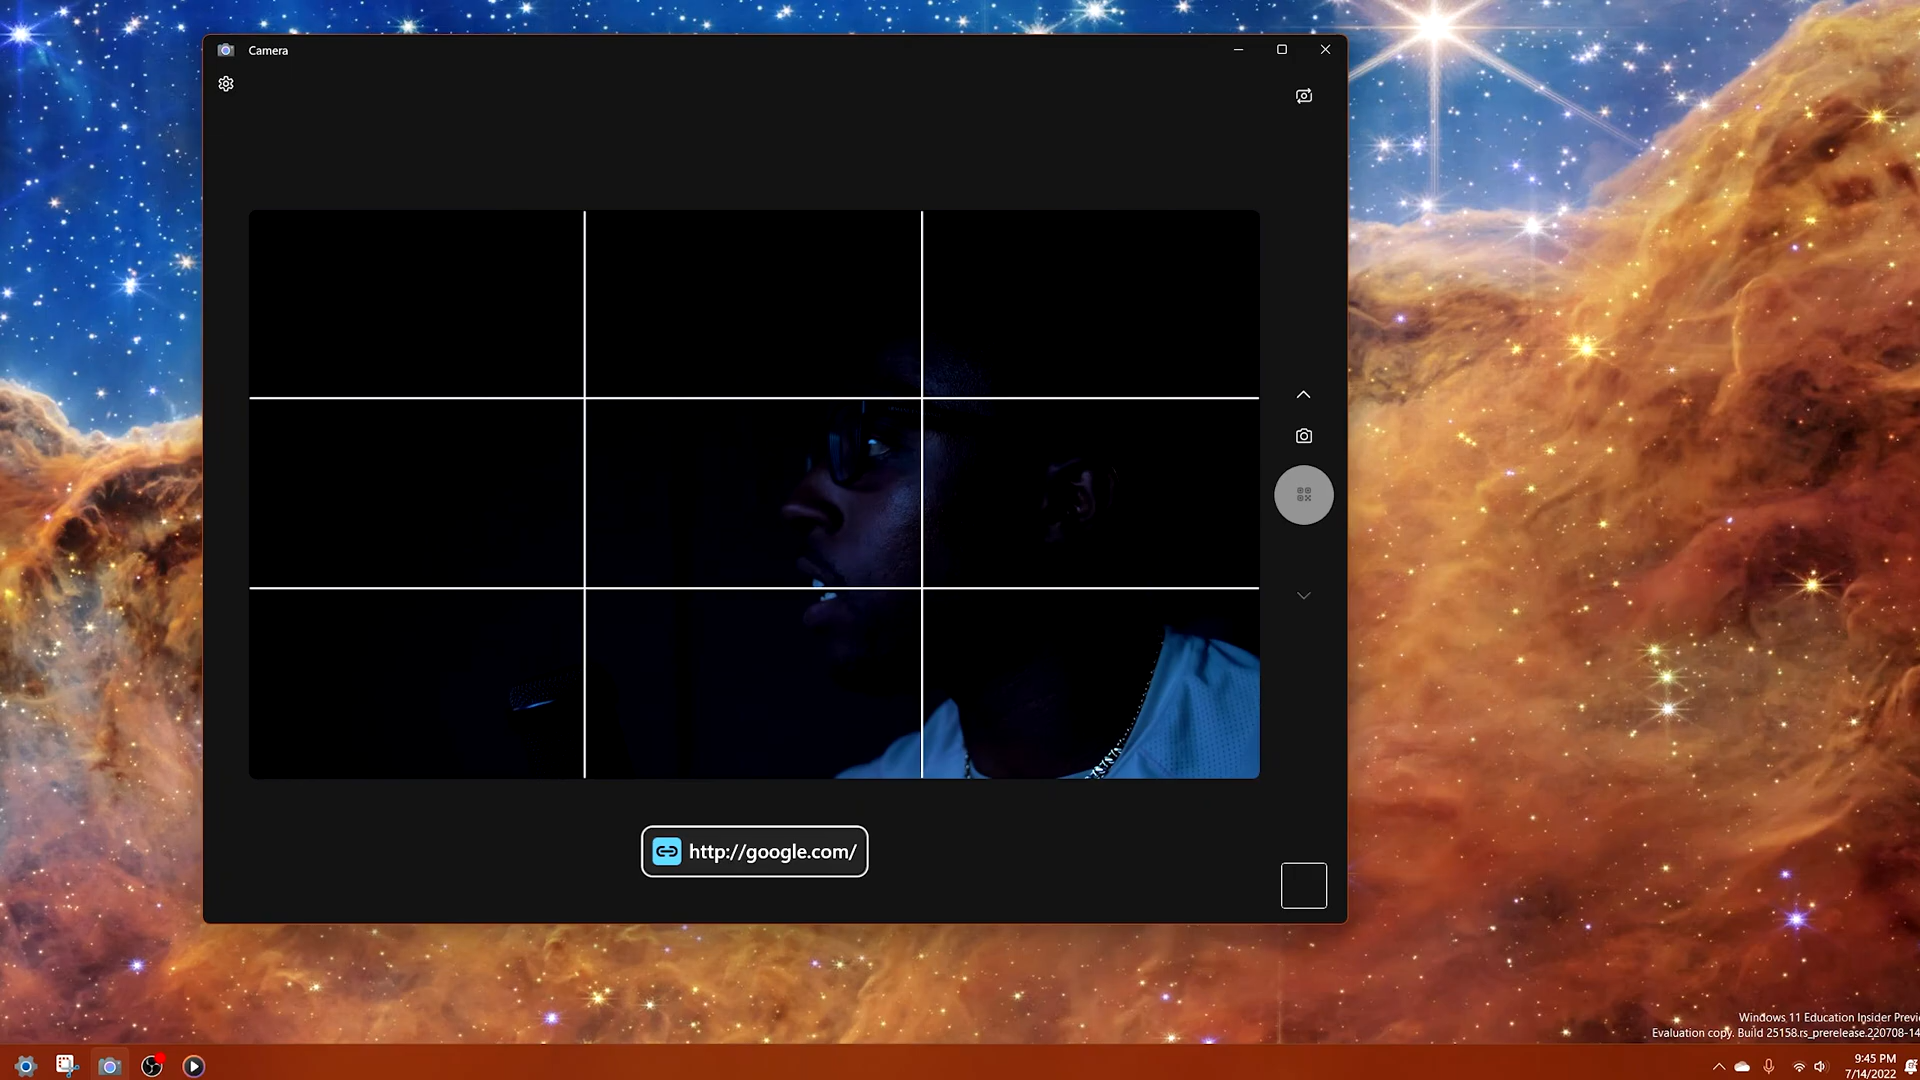 Camera
http://google.com/
Windows 11 Education Insider Previ
Evaluation copy. Build 25158.rs_prerelease.220708-14
9:45 PM
7/14/2022